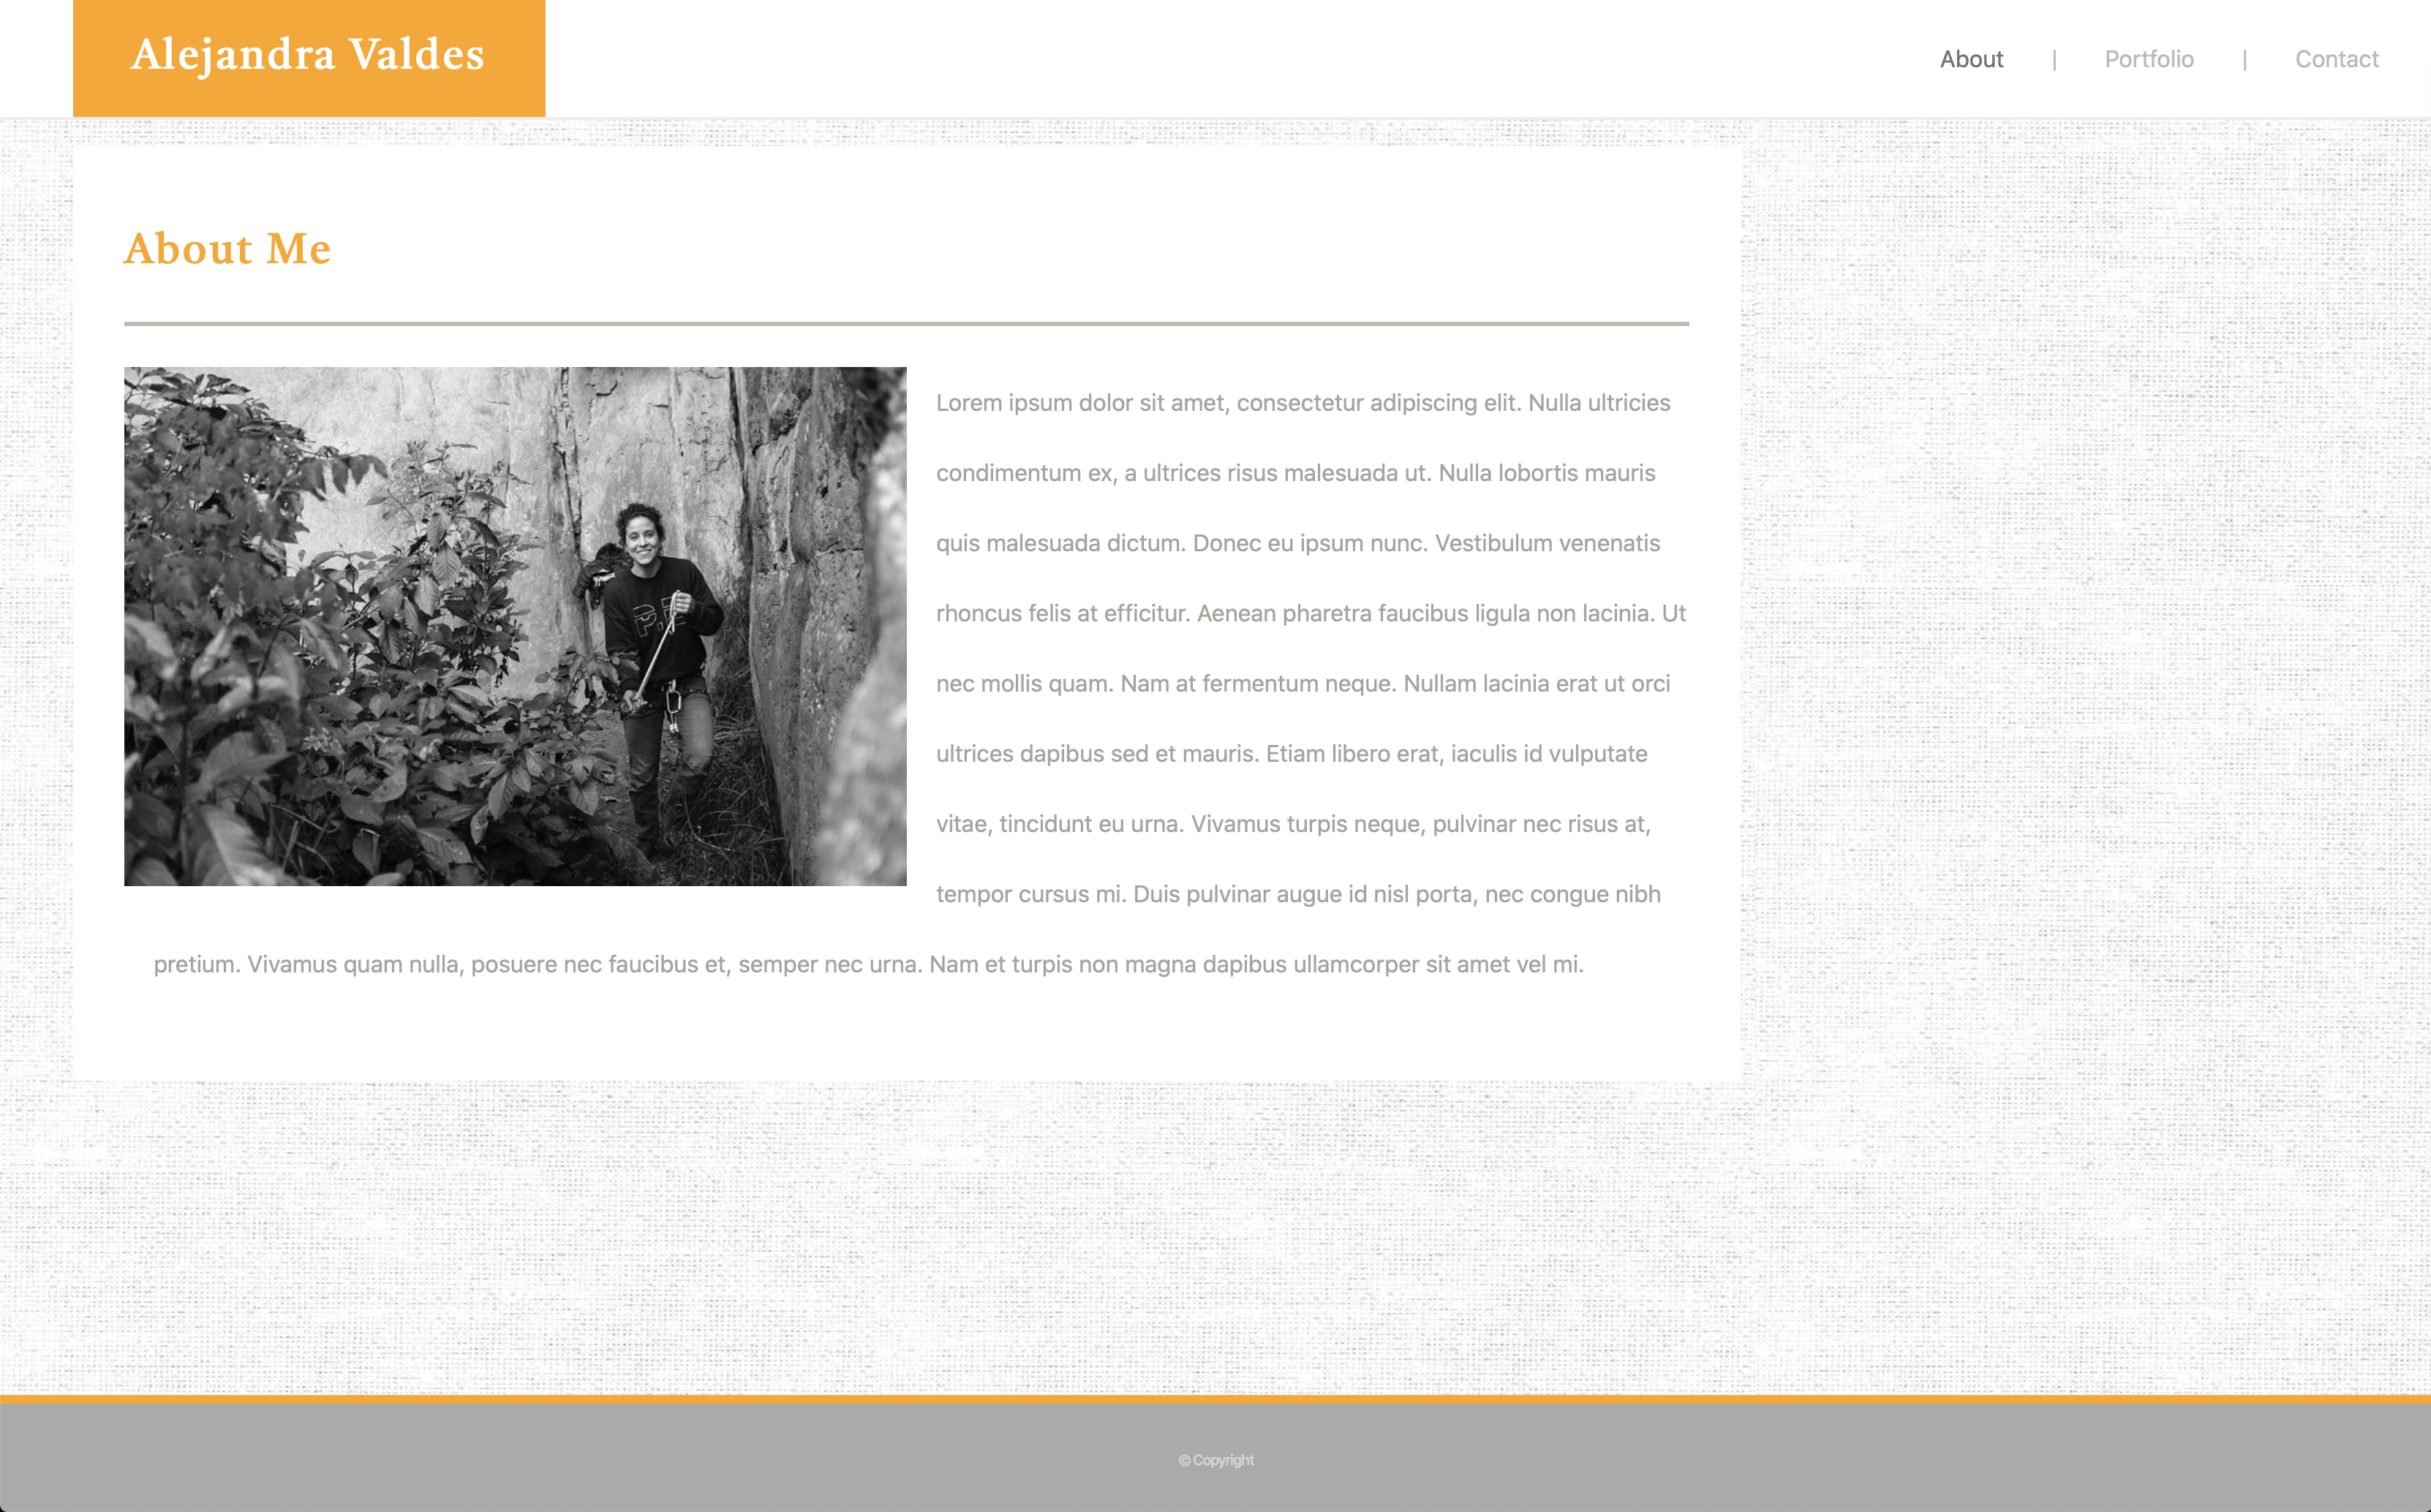 Alejandra Valdes
About | Portfolio | Contact
About Me
Lorem ipsum dolor sit amet, consectetur adipiscing elit. Nulla ultricies
condimentum ex, a ultrices risus malesuada ut. Nulla lobortis mauris
quis malesuada dictum. Donec eu ipsum nunc. Vestibulum venenatis
rhoncus felis at efficitur. Aenean pharetra faucibus ligula non lacinia. Ut
nec mollis quam. Nam at fermentum neque. Nullam lacinia erat ut orci
ultrices dapibus sed et mauris. Etiam libero erat, iaculis id vulputate
vitae, tincidunt eu urna. Vivamus turpis neque, pulvinar nec risus at,
tempor cursus mi. Duis pulvinar augue id nisl porta, nec congue nibh
pretium. Vivamus quam nulla, posuere nec faucibus et, semper nec urna. Nam et turpis non magna dapibus ullamcorper sit amet vel mi.
© Copyright